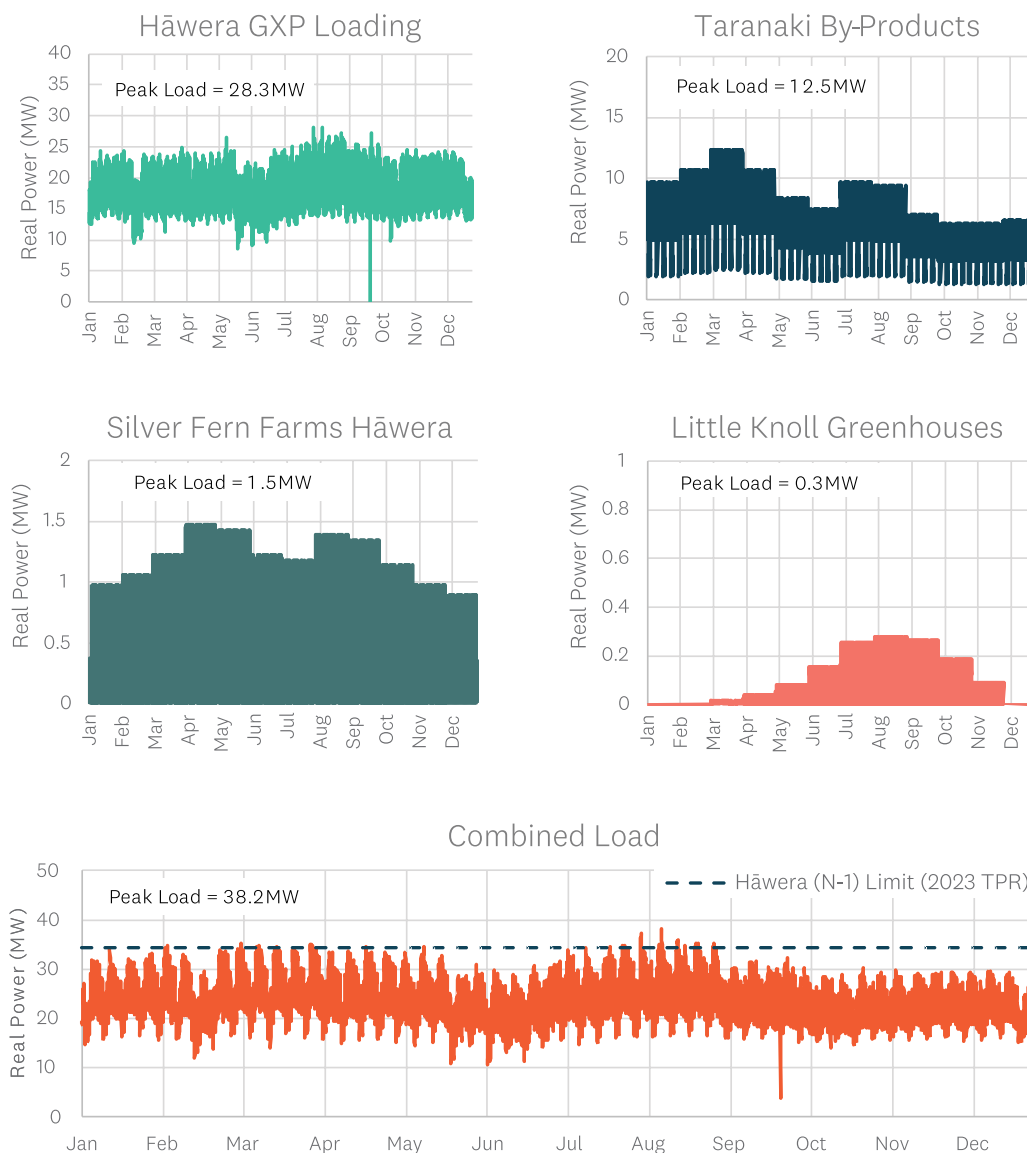 Hāwera GXP Loading
Real Power (MW)
40
35
30
25
20
15
10
5
0
Peak Load = 28.3MW
Jan Feb Mar Apr May Jun Jul Aug Sep Oct Nov Dec
Taranaki By-Products
Real Power (MW)
20
15
10
5
0
Peak Load = 12.5MW
Jan Feb Mar Apr May Jun Jul Aug Sep Oct Nov Dec
Silver Fern Farms Hāwera
Real Power (MW)
2
1.5
1
0.5
0
Peak Load = 1.5MW
Jan Feb Mar Apr May Jun Jul Aug Sep Oct Nov Dec
Little Knoll Greenhouses
Real Power (MW)
1
0.8
0.6
0.4
0.2
0
Peak Load = 0.3MW
Jan Feb Mar Apr May Jun Jul Aug Sep Oct Nov Dec
Combined Load
Real Power (MW)
50
40
30
20
10
0
Peak Load = 38.2MW
Hāwera (N-1) Limit (2023 TPR)
Jan Feb Mar Apr May Jun Jul Aug Sep Oct Nov Dec